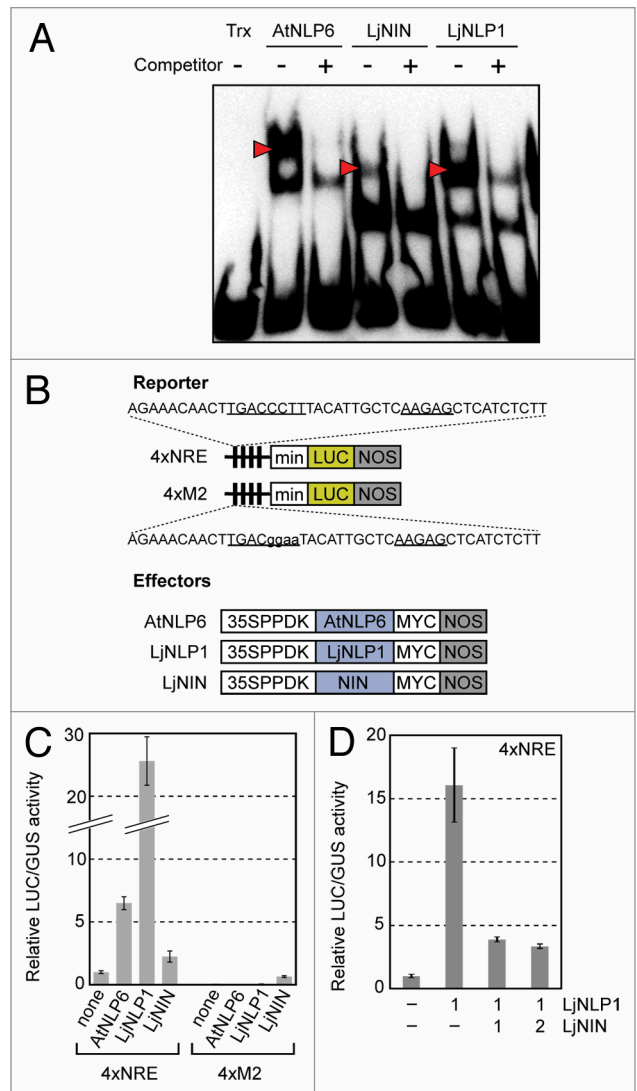 A
Trx AtNLP6 LjNIN LjNLP1
Competitor - - + - + - +
B
Reporter
AGAAACAACTTGACCCTTTACATTGCTCAAGAGCTCATCTCTT
4xNRE min LUC NOS
4xM2 min LUC NOS
AGAAACAACTTGACggaaTACATTGCTCAAGAGCTCATCTCTT
Effectors
AtNLP6 35SPPDK AtNLP6 MYC NOS
LjNLP1 35SPPDK LjNLP1 MYC NOS
LjNIN 35SPPDK NIN MYC NOS
C
Relative LUC/GUS activity
30
20
10
5
0
none AtNLP6 LjNLP1 LjNIN none AtNLP6 LjNLP1 LjNIN
4xNRE 4xM2
D
Relative LUC/GUS activity
4xNRE
20
15
10
5
0
– 1 1 1 LjNLP1
– – 1 2 LjNIN